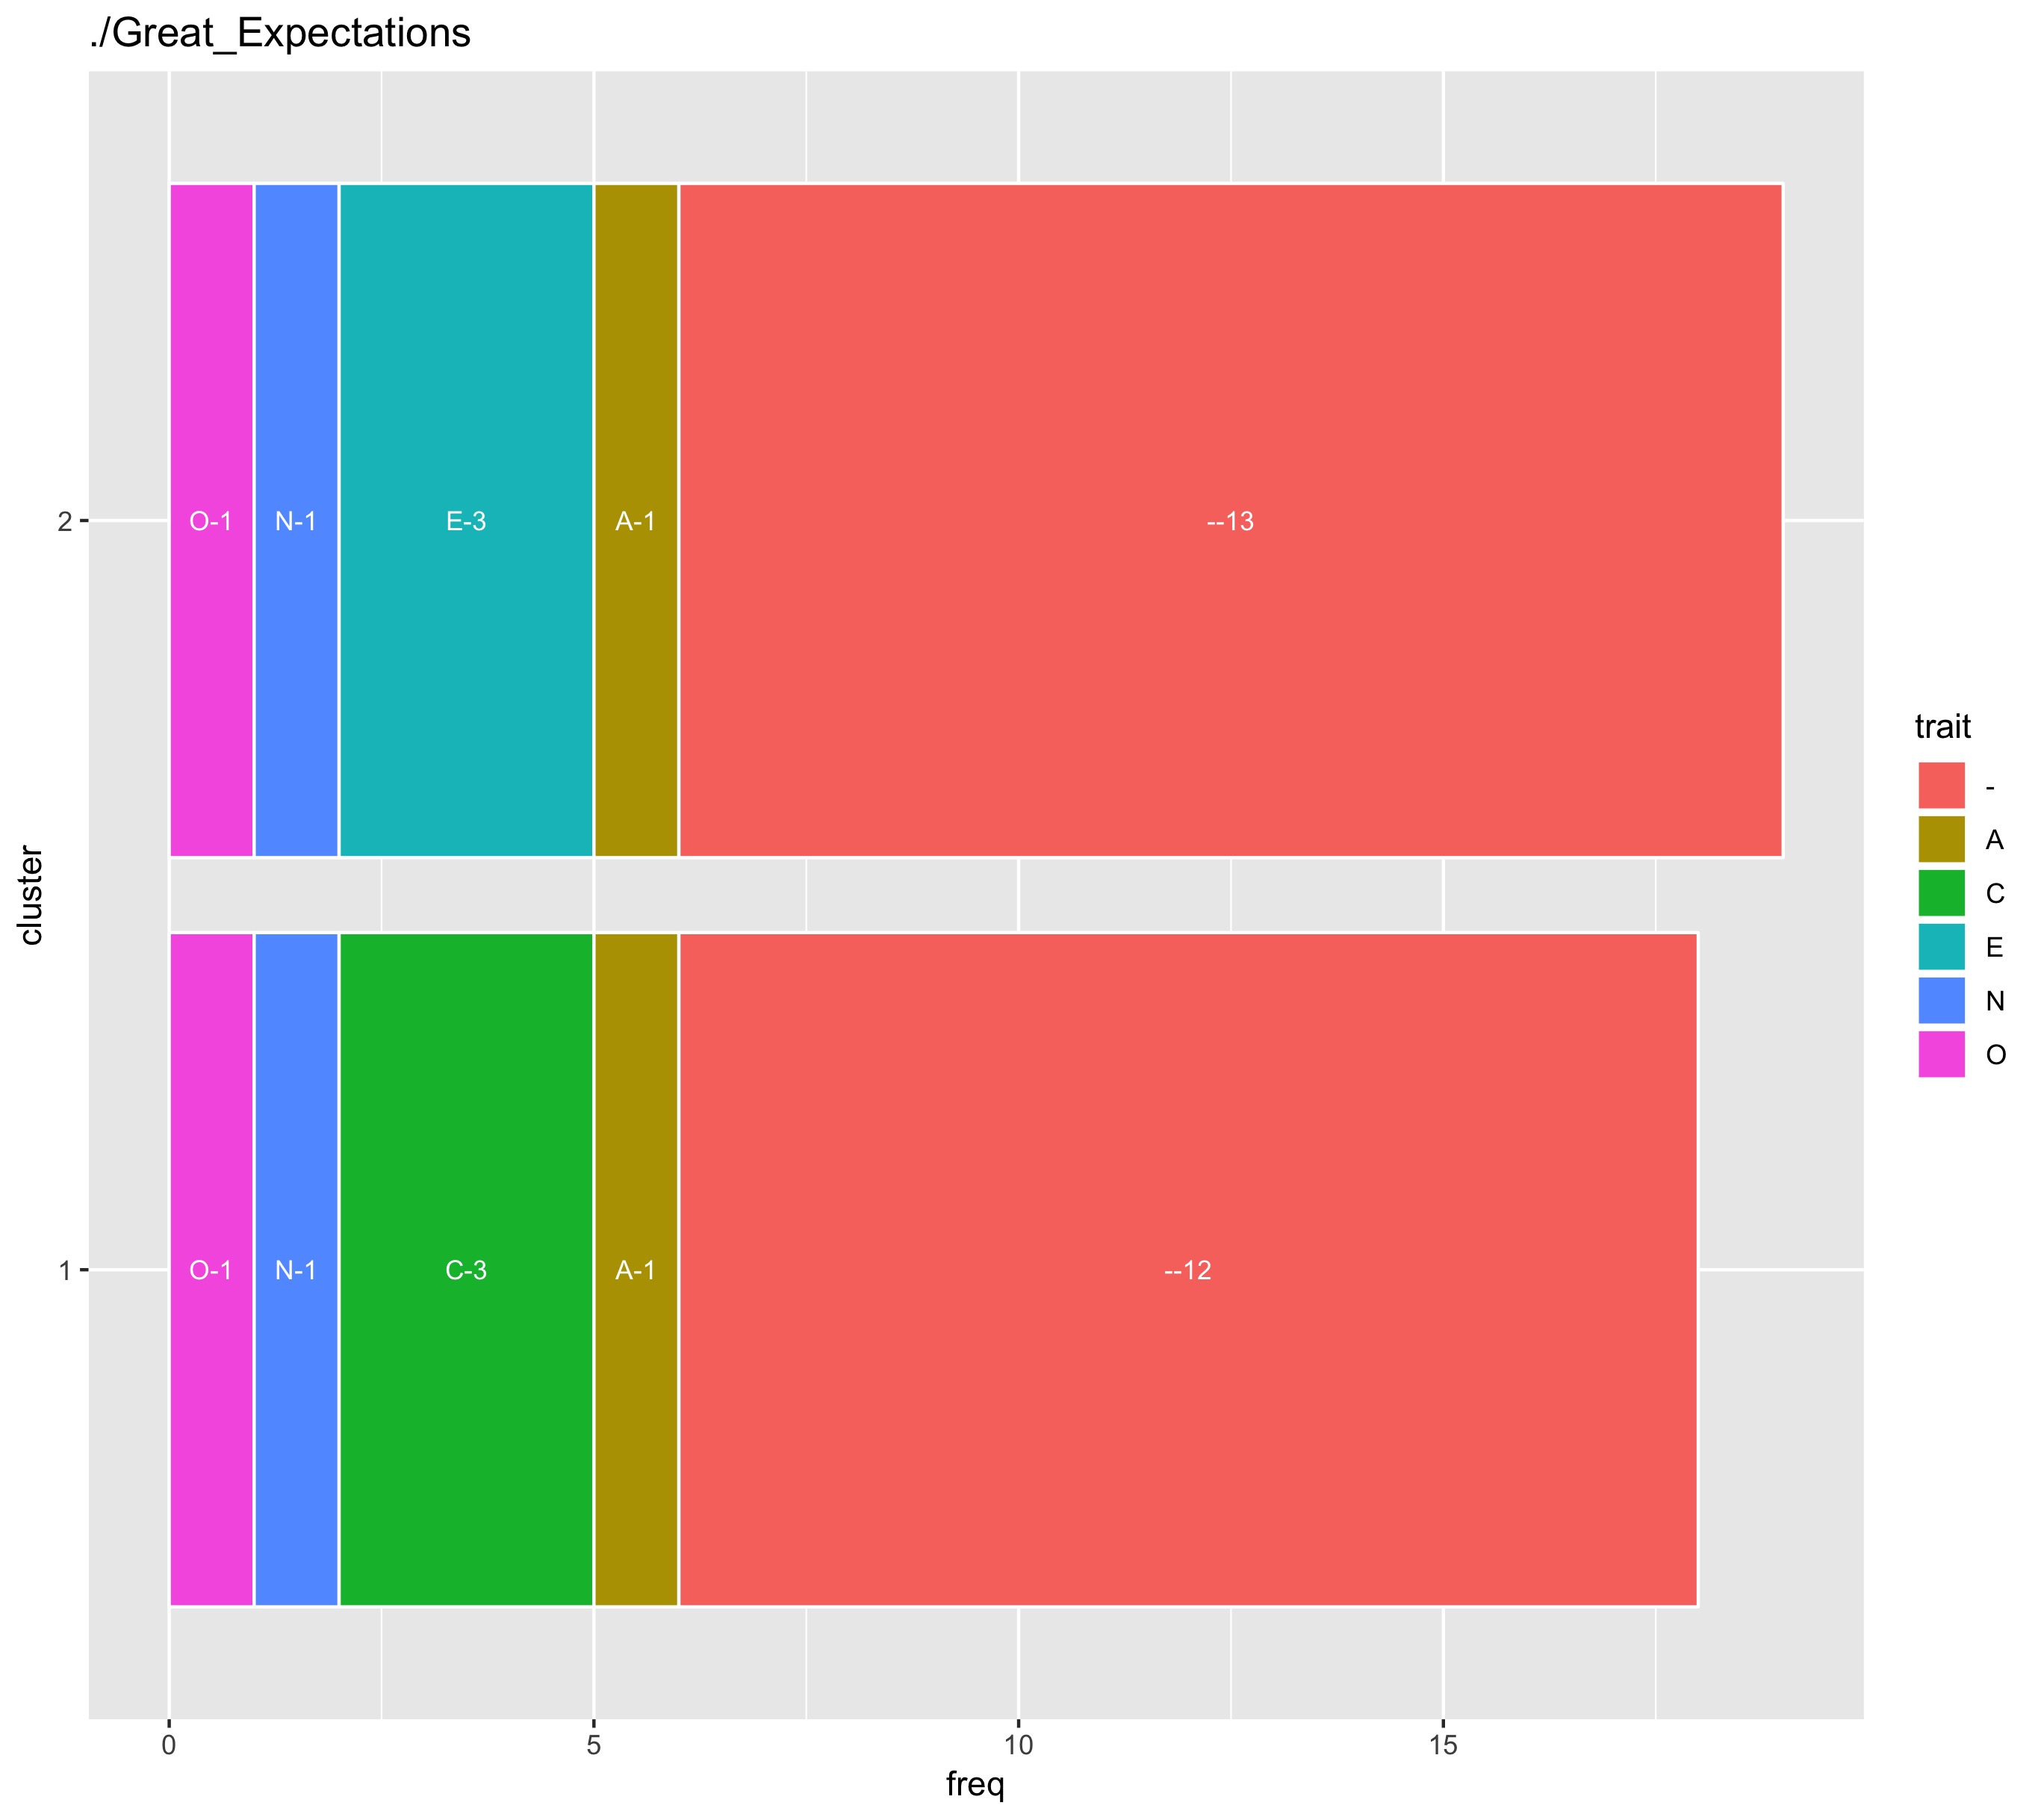 ./Great_Expectations
cluster
2
O-1 N-1 E-3 A-1 --13
1
O-1 N-1 C-3 A-1 --12
0 5 10 15
freq
trait
-
A
C
E
N
O